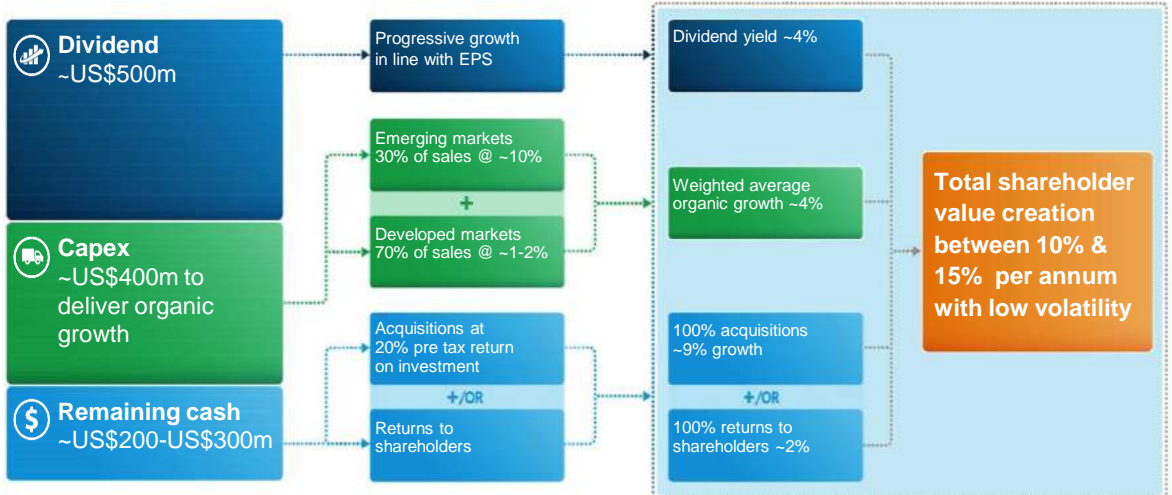 Dividend
~US$500m
Progressive growth
in line with EPS
Dividend yield ~4%
Emerging markets
30% of sales @ ~10%
+
Developed markets
70% of sales @ ~1-2%
Weighted average
organic growth ~4%
Capex
~US$400m to
deliver organic
growth
Acquisitions at
20% pre tax return
on investment
+/OR
Returns to
shareholders
100% acquisitions
~9% growth
+/OR
100% returns to
shareholders ~2%
$ Remaining cash
~US$200-US$300m
Total shareholder
value creation
between 10% &
15% per annum
with low volatility